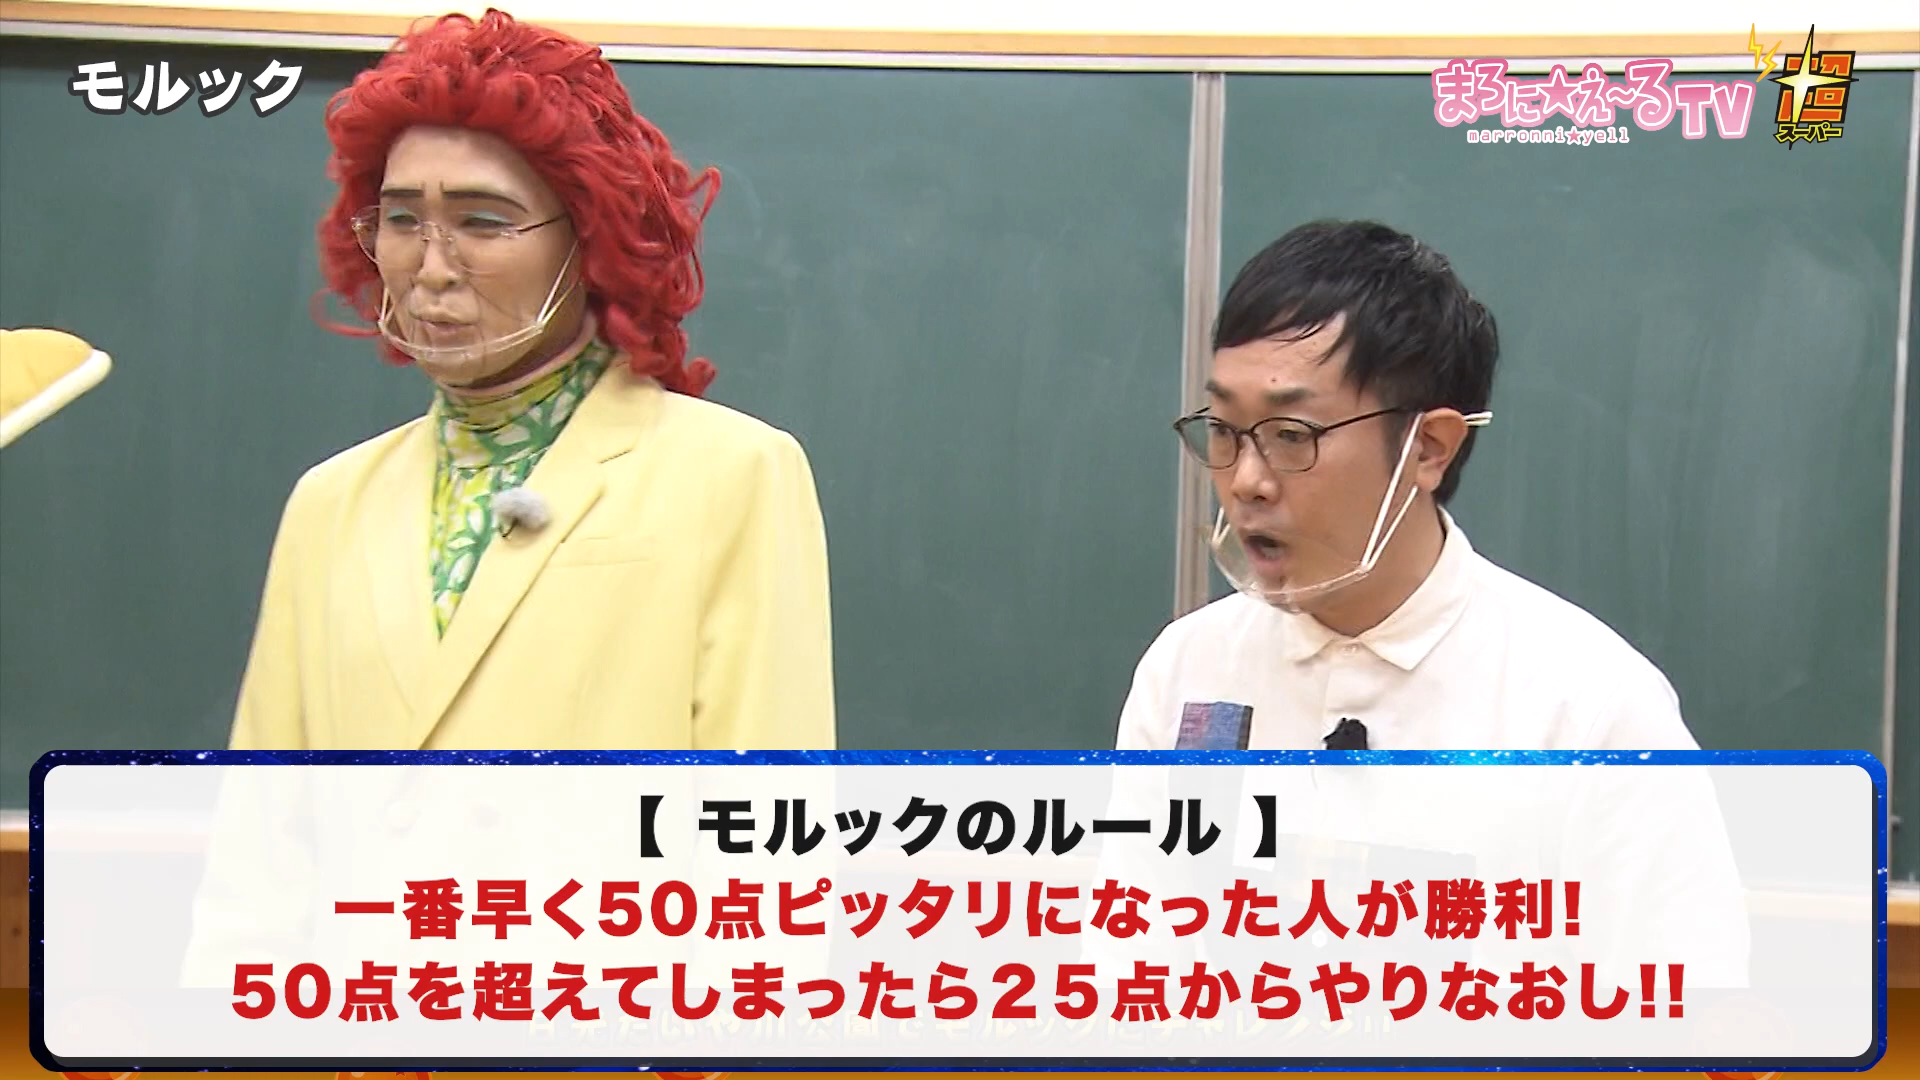 モルック
まろに★え〜るTV
marronni★yell
超
スーパー
【 モルックのルール 】
一番早く50点ピッタリになった人が勝利!
50点を超えてしまったら25点からやりなおし!!